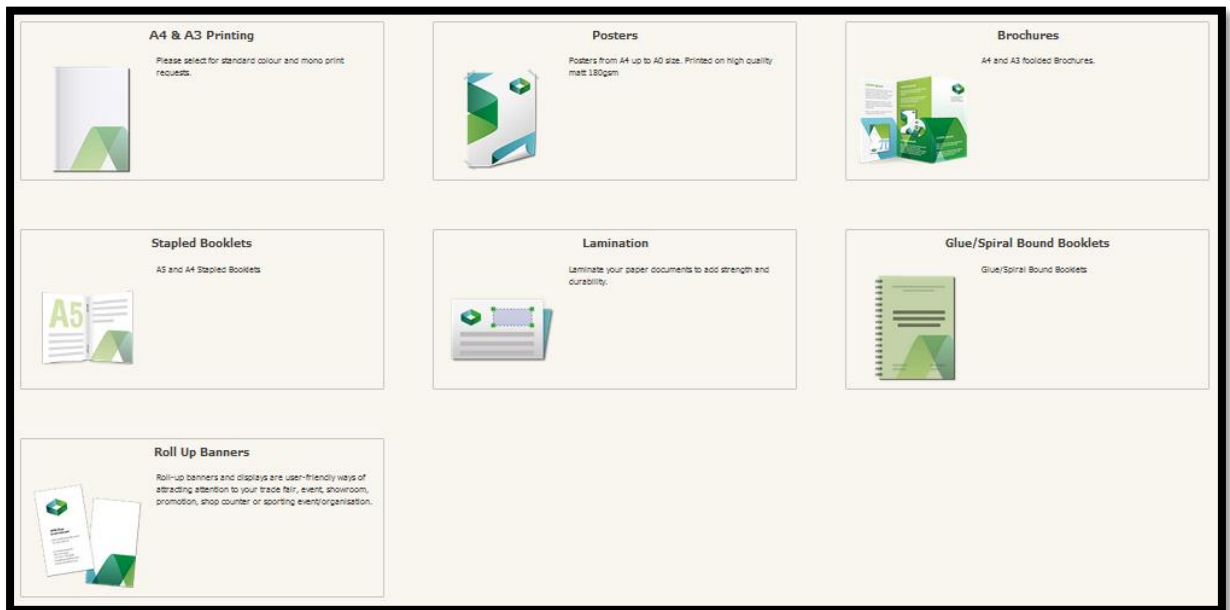 A4 & A3 Printing
Please select for standard colour and mono print
requests.
Posters
Posters from A4 up to A0 size. Printed on high quality
matt 180gsm
Brochures
A4 and A3 foolded Brochures.
Stapled Booklets
A5 and A4 Stapled Booklets
A5
Lamination
Laminate your paper documents to add strength and
durability.
Glue/Spiral Bound Booklets
Glue/Spiral Bound Booklets
Roll Up Banners
Roll-up banners and displays are user-friendly ways of
attracting attention to your trade fair, event, showroom,
promotion, shop counter or sporting event/organisation.